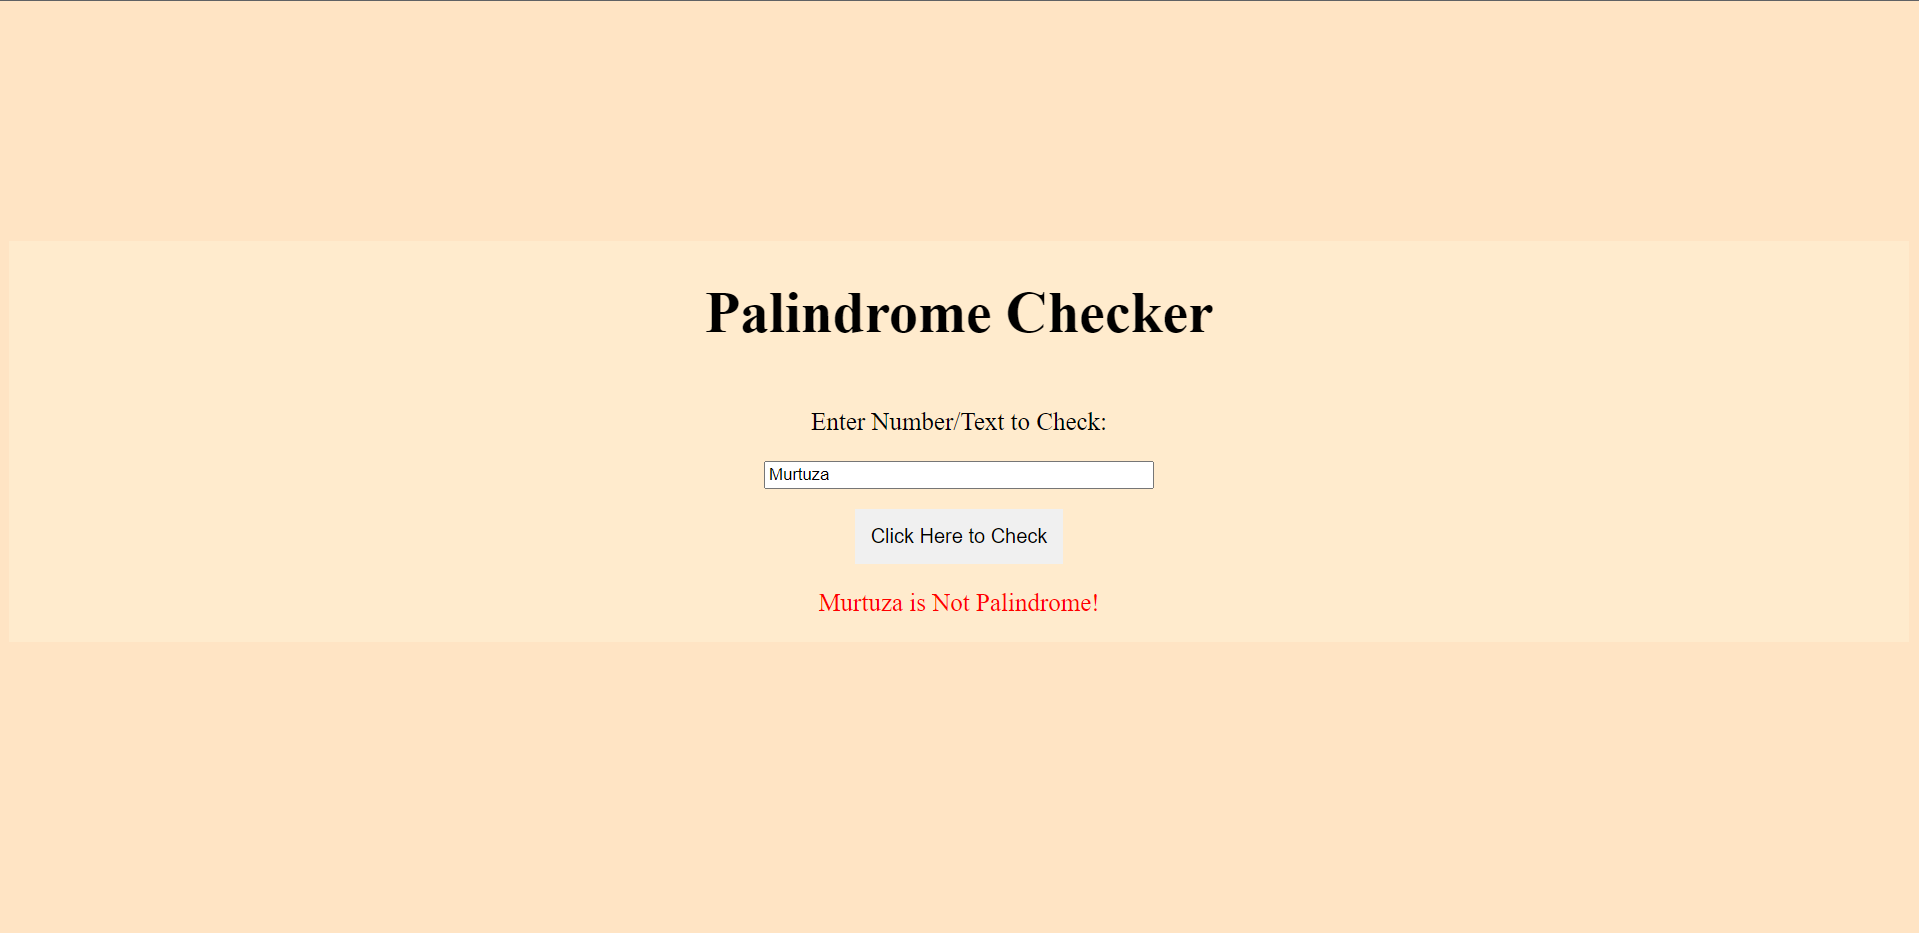 Palindrome Checker
Enter Number/Text to Check:
Murtuza
Click Here to Check
Murtuza is Not Palindrome!